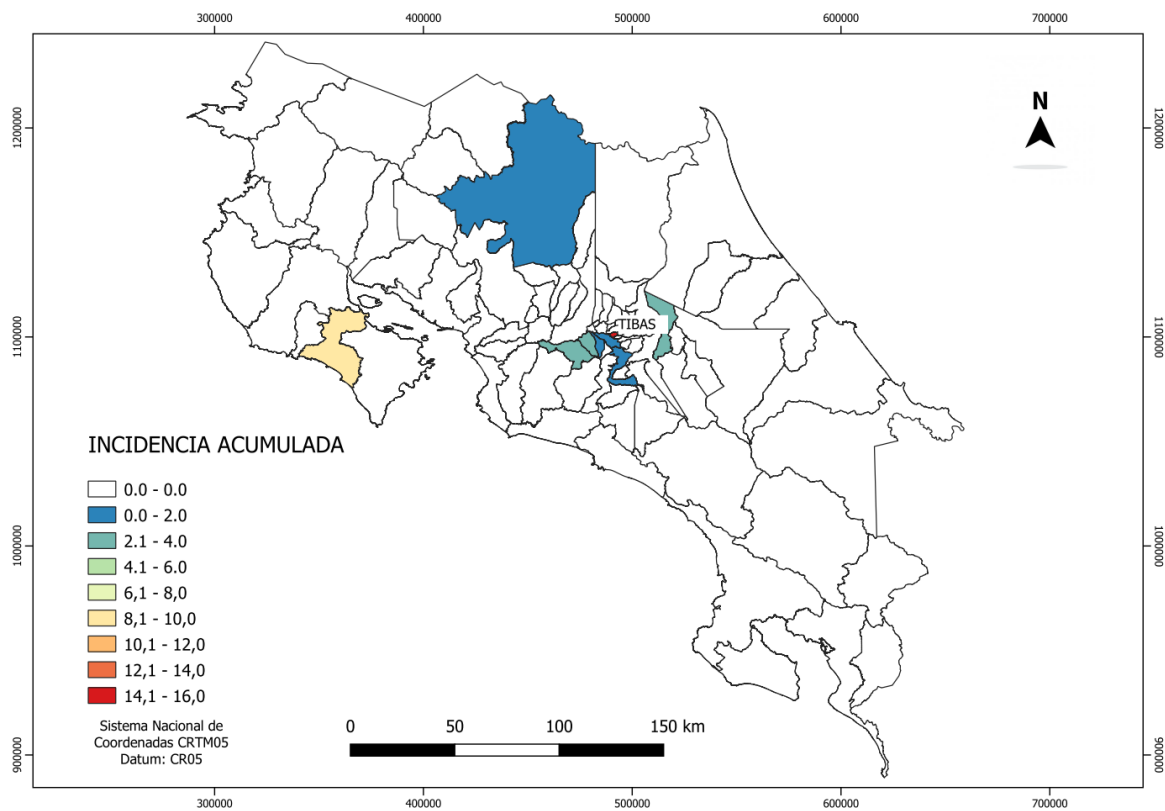 300000
400000
500000
600000
700000
N
1200000
1200000
TIBAS
1100000
1100000
INCIDENCIA ACUMULADA
0.0 - 0.0
0.0 - 2.0
2.1 - 4.0
4.1 - 6.0
6,1 - 8,0
8,1 - 10,0
10,1 - 12,0
12,1 - 14,0
14,1 - 16,0
1000000
1000000
Sistema Nacional de
Coordenadas CRTM05
Datum: CR05
0
50
100
150 km
900000
900000
300000
400000
500000
600000
700000